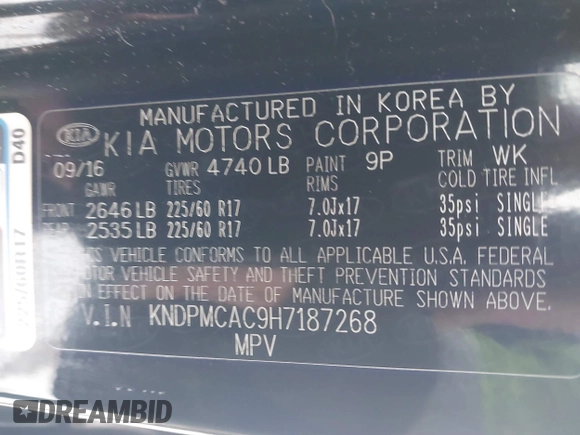 MANUFACTURED IN KOREA BY
KIA KIA MOTORS CORPORATION
09/16 GVWR 4740 LB PAINT 9P TRIM WK
GAWR TIRES RIMS COLD TIRE INFL
FRONT 2646 LB 225/60 R17 7.0Jx17 35psi SINGLE
2535 LB 225/60 R17 7.0Jx17 35psi SINGLE
VEHICLE CONFORMS TO ALL APPLICABLE U.S.A. FEDERAL
VEHICLE SAFETY AND THEFT PREVENTION STANDARDS
EFFECT ON THE DATE OF MANUFACTURE SHOWN ABOVE.
V.I.N KNDPMCAC9H7187268
MPV
D40
225/60R17
DREAMBID